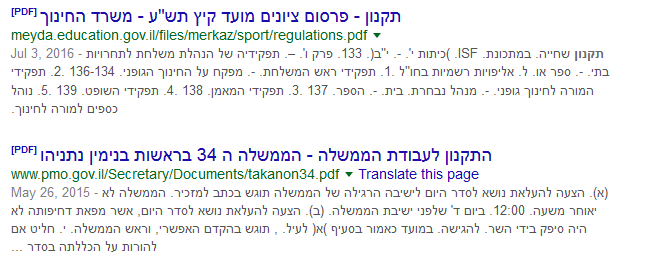 [PDF] תקנון - פרסום ציונים מועד קיץ תש"ע - משרד החינוך
meyda.education.gov.il/files/merkaz/sport/regulations.pdf
Jul 3, 2016 - תקנון שחייה. במתכונת. ISF. )כיתות י'. -. י"ב(. 133. פרק ו'. –. תפקידיה של הנהלת משלחת לתחרויות
בתי. -. ספר או. ל. אליפויות רשמיות בחו"ל .1. תפקידי ראש המשלחת. -. מפקח על החינוך הגופני. 136-134 .2. תפקידי
המורה לחינוך גופני. -. מנהל נבחרת. בית. -. הספר. 137 .3. תפקידי המאמן. 138 .4. תפקידי השופט. 139 .5. נוהל
כספים למורה לחינוך.
[PDF] התקנון לעבודת הממשלה - הממשלה ה 34 בראשות בנימין נתניהו
www.pmo.gov.il/Secretary/Documents/takanon34.pdf Translate this page
May 26, 2015 - (א). הצעה להעלאת נושא לסדר היום לישיבה הרגילה של הממשלה תוגש בכתב למזכיר. הממשלה לא
יאוחר משעה. 12:00. ביום ד' שלפני ישיבת הממשלה. (ב). הצעה להעלאת נושא לסדר היום, אשר מפאת דחיפותה לא
היה סיפק בידי השר. להגישה. במועד כאמור בסעיף )א( לעיל. , תוגש בהקדם האפשרי, וראש הממשלה. י. חליט אם
להורות על הכללתה בסדר ...